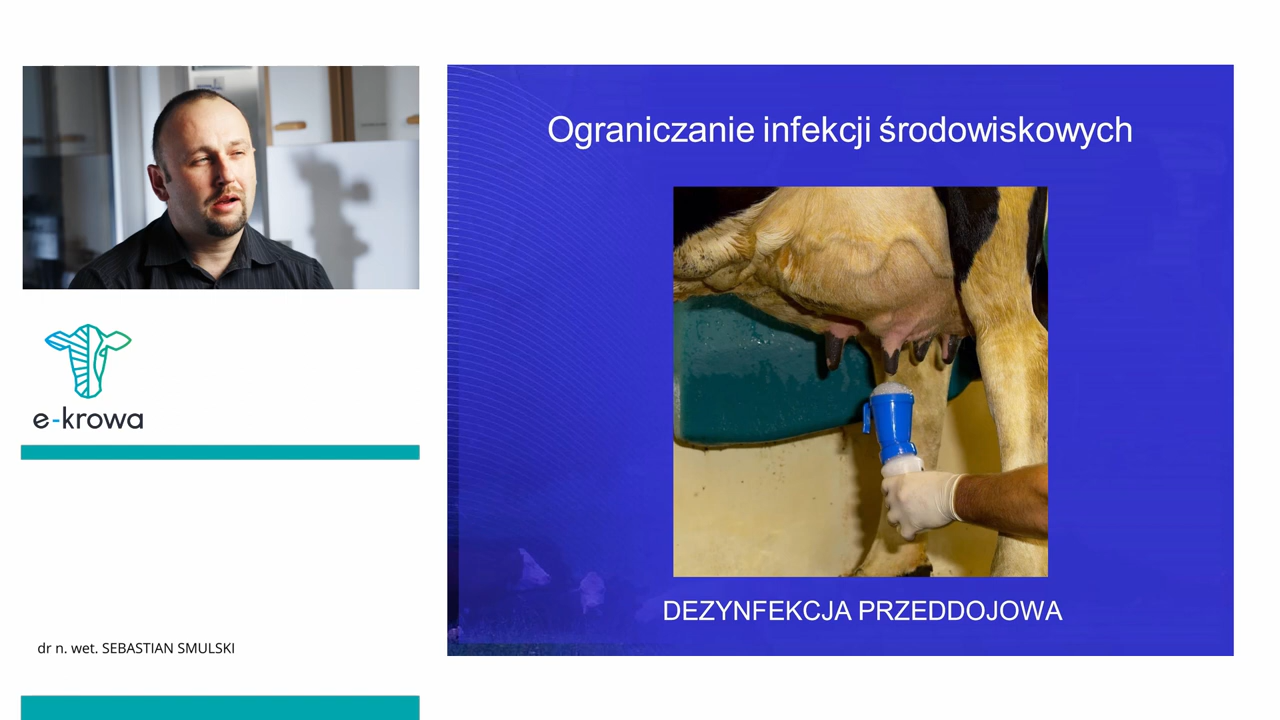 e-krowa
dr n. wet. SEBASTIAN SMULSKI
Ograniczanie infekcji środowiskowych
DEZYNFEKCJA PRZEDDOJOWA